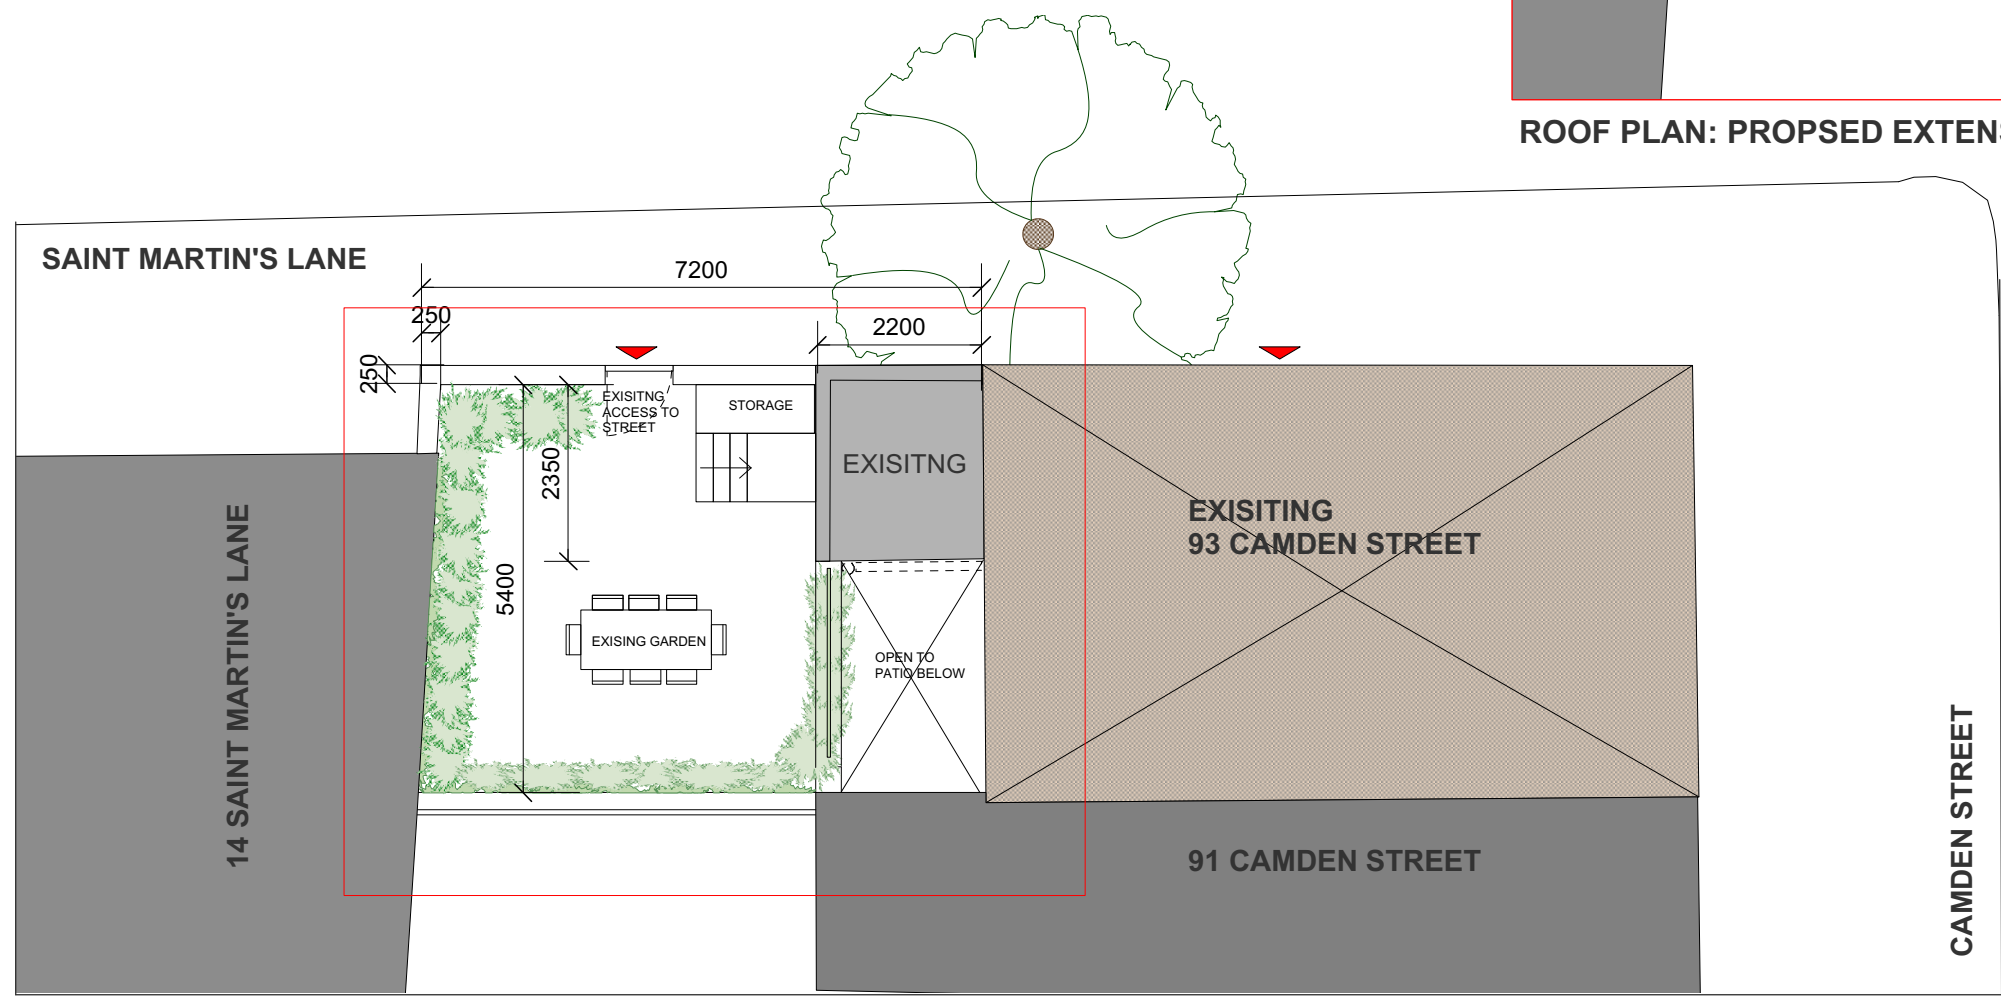 ROOF PLAN: PROPSED EXTENS
SAINT MARTIN'S LANE
7200
250
2200
250
EXISITNG
ACCESS TO
STREET
STORAGE
2350
EXISITNG
EXISITING
93 CAMDEN STREET
5400
EXISING GARDEN
OPEN TO
PATIO BELOW
14 SAINT MARTIN'S LANE
91 CAMDEN STREET
CAMDEN STREET